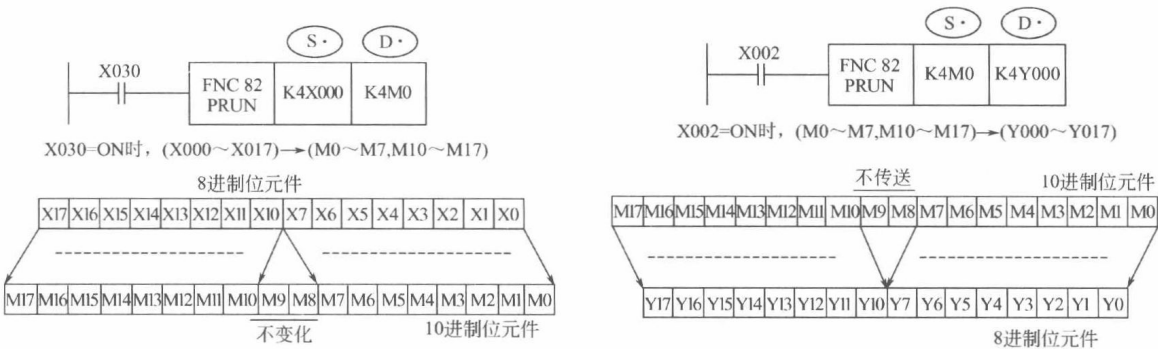 S·
D·
X030
FNC 82
PRUN
K4X000
K4M0
X030=ON时，(X000～X017)→(M0～M7,M10～M17)
8进制位元件
X17 X16 X15 X14 X13 X12 X11 X10 X7 X6 X5 X4 X3 X2 X1 X0
M17 M16 M15 M14 M13 M12 M11 M10 M9 M8 M7 M6 M5 M4 M3 M2 M1 M0
不变化
10进制位元件
S·
D·
X002
FNC 82
PRUN
K4M0
K4Y000
X002=ON时，(M0～M7,M10～M17)→(Y000～Y017)
不传送
10进制位元件
M17 M16 M15 M14 M13 M12 M11 M10 M9 M8 M7 M6 M5 M4 M3 M2 M1 M0
Y17 Y16 Y15 Y14 Y13 Y12 Y11 Y10 Y7 Y6 Y5 Y4 Y3 Y2 Y1 Y0
8进制位元件